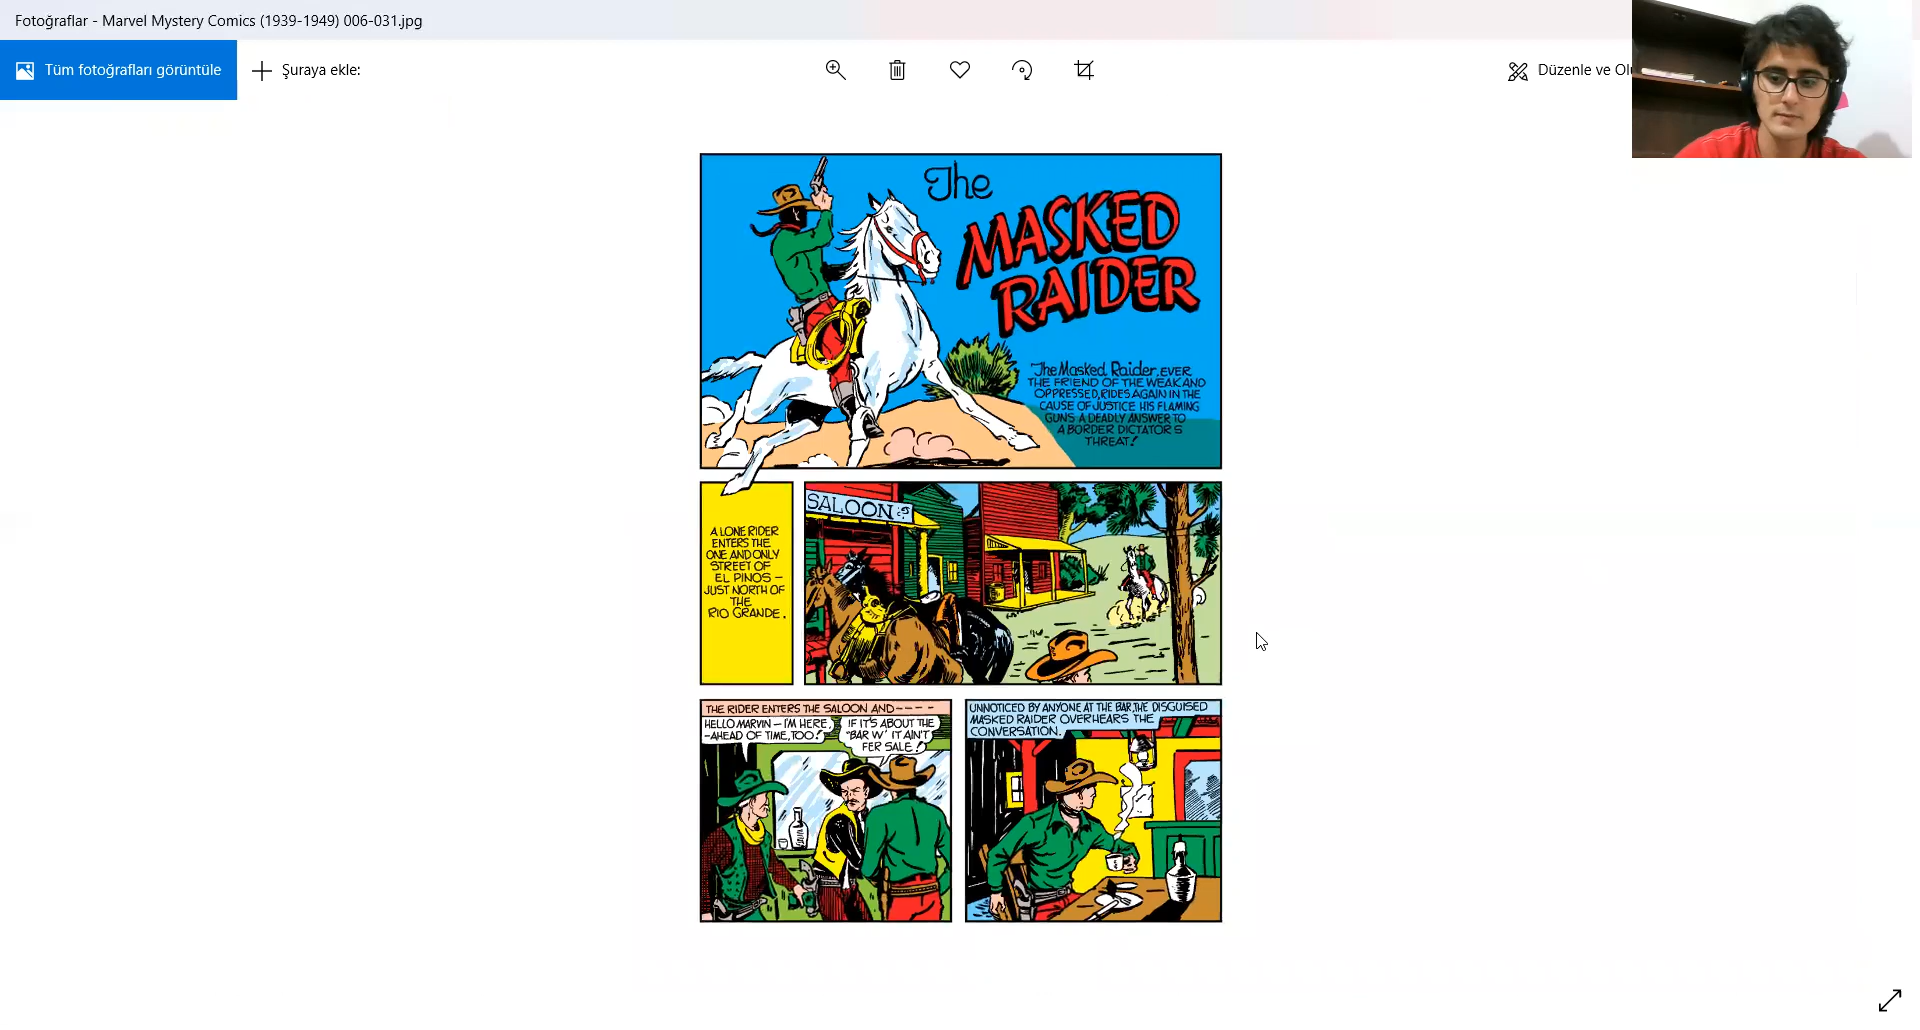 Fotoğraflar - Marvel Mystery Comics (1939-1949) 006-031.jpg
Tüm fotoğrafları görüntüle
Şuraya ekle:
Düzenle ve
The
MASKED
RAIDER
The Masked Raider, EVER
THE FRIEND OF THE WEAK AND
OPPRESSED, RIDES AGAIN IN THE
CAUSE OF JUSTICE HIS FLAMING
GUNS A DEADLY ANSWER TO
A BORDER DICTATORS
THREAT!
A LONE RIDER
ENTERS THE
ONE AND ONLY
STREET OF
EL PINOS —
JUST NORTH OF
THE
RIO GRANDE.
SALOON
THE RIDER ENTERS THE SALOON AND ----
HELLO MARVIN — I'M HERE,
-AHEAD OF TIME, TOO!
IF IT'S ABOUT THE
"BAR W" IT AIN'T
FER SALE!
UNNOTICED BY ANYONE AT THE BAR, THE DISGUISED
MASKED RAIDER OVERHEARS THE
CONVERSATION.